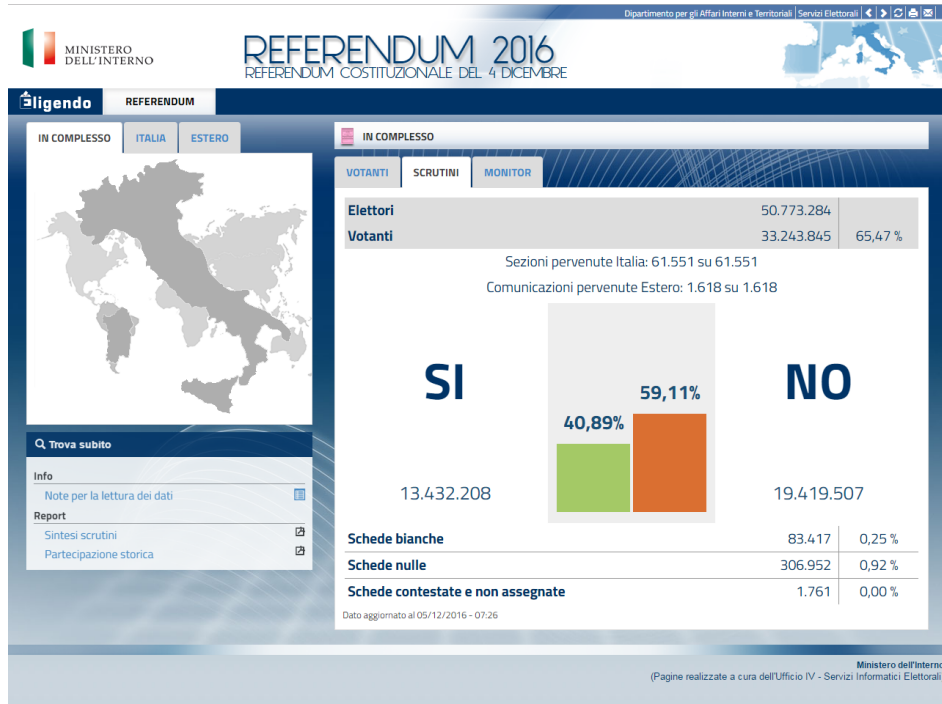 Dipartimento per gli Affari Interni e Territoriali | Servizi Elettorali
MINISTERO
DELL'INTERNO
REFERENDUM 2016
REFERENDUM COSTITUZIONALE DEL 4 DICEMBRE
Eligendo REFERENDUM
IN COMPLESSO ITALIA ESTERO
IN COMPLESSO
VOTANTI SCRUTINI MONITOR
Elettori 50.773.284
Votanti 33.243.845 65,47 %
Sezioni pervenute Italia: 61.551 su 61.551
Comunicazioni pervenute Estero: 1.618 su 1.618
SI
NO
59,11%
40,89%
13.432.208
19.419.507
Schede bianche 83.417 0,25 %
Schede nulle 306.952 0,92 %
Schede contestate e non assegnate 1.761 0,00 %
Dato aggiornato al 05/12/2016 - 07:26
Trova subito
Info
Note per la lettura dei dati
Report
Sintesi scrutini
Partecipazione storica
Ministero dell'Interno
(Pagine realizzate a cura dell'Ufficio IV - Servizi Informatici Elettorali